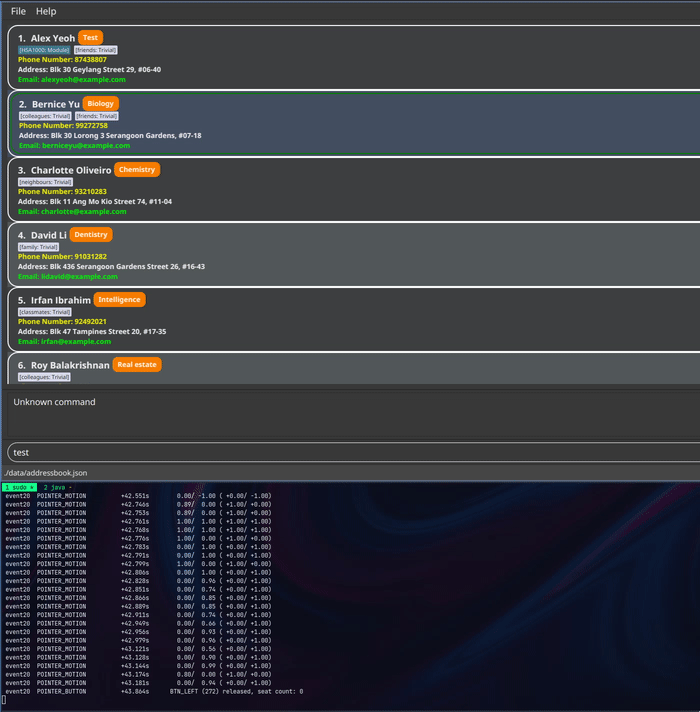 File Help
1. Alex Yeoh Test
[HSA1000: Module] [friends: Trivial]
Phone Number: 87438807
Address: Blk 30 Geylang Street 29, #06-40
Email: alexyeoh@example.com
2. Bernice Yu Biology
[colleagues: Trivial] [friends: Trivial]
Phone Number: 99272758
Address: Blk 30 Lorong 3 Serangoon Gardens, #07-18
Email: berniceyu@example.com
3. Charlotte Oliveiro Chemistry
[neighbours: Trivial]
Phone Number: 93210283
Address: Blk 11 Ang Mo Kio Street 74, #11-04
Email: charlotte@example.com
4. David Li Dentistry
[family: Trivial]
Phone Number: 91031282
Address: Blk 436 Serangoon Gardens Street 26, #16-43
Email: lidavid@example.com
5. Irfan Ibrahim Intelligence
[classmates: Trivial]
Phone Number: 92492021
Address: Blk 47 Tampines Street 20, #17-35
Email: irfan@example.com
6. Roy Balakrishnan Real estate
[colleagues: Trivial]
Unknown command
test
./data/addressbook.json
1 sudo * 2 java -
event20 POINTER_MOTION +42.551s 0.00/ -1.00 ( +0.00/ -1.00)
event20 POINTER_MOTION +42.746s 0.89/ 0.00 ( +1.00/ +0.00)
event20 POINTER_MOTION +42.753s 0.89/ 0.00 ( +1.00/ +0.00)
event20 POINTER_MOTION +42.761s 1.00/ 1.00 ( +1.00/ +1.00)
event20 POINTER_MOTION +42.768s 1.00/ 1.00 ( +1.00/ +1.00)
event20 POINTER_MOTION +42.776s 1.00/ 0.00 ( +1.00/ +0.00)
event20 POINTER_MOTION +42.783s 0.00/ 1.00 ( +0.00/ +1.00)
event20 POINTER_MOTION +42.791s 1.00/ 1.00 ( +1.00/ +1.00)
event20 POINTER_MOTION +42.799s 1.00/ 0.00 ( +1.00/ +0.00)
event20 POINTER_MOTION +42.806s 0.00/ 1.00 ( +0.00/ +1.00)
event20 POINTER_MOTION +42.828s 0.00/ 0.96 ( +0.00/ +1.00)
event20 POINTER_MOTION +42.851s 0.00/ 0.74 ( +0.00/ +1.00)
event20 POINTER_MOTION +42.866s 0.00/ 0.85 ( +0.00/ +1.00)
event20 POINTER_MOTION +42.889s 0.00/ 0.85 ( +0.00/ +1.00)
event20 POINTER_MOTION +42.911s 0.00/ 0.74 ( +0.00/ +1.00)
event20 POINTER_MOTION +42.949s 0.00/ 0.66 ( +0.00/ +1.00)
event20 POINTER_MOTION +42.956s 0.00/ 0.93 ( +0.00/ +1.00)
event20 POINTER_MOTION +42.979s 0.00/ 0.96 ( +0.00/ +1.00)
event20 POINTER_MOTION +43.121s 0.00/ 0.56 ( +0.00/ +1.00)
event20 POINTER_MOTION +43.128s 0.00/ 0.90 ( +0.00/ +1.00)
event20 POINTER_MOTION +43.144s 0.00/ 0.99 ( +0.00/ +1.00)
event20 POINTER_MOTION +43.174s 0.80/ 0.00 ( +1.00/ +0.00)
event20 POINTER_MOTION +43.181s 0.00/ 0.94 ( +0.00/ +1.00)
event20 POINTER_BUTTON +43.864s BTN_LEFT (272) released, seat count: 0